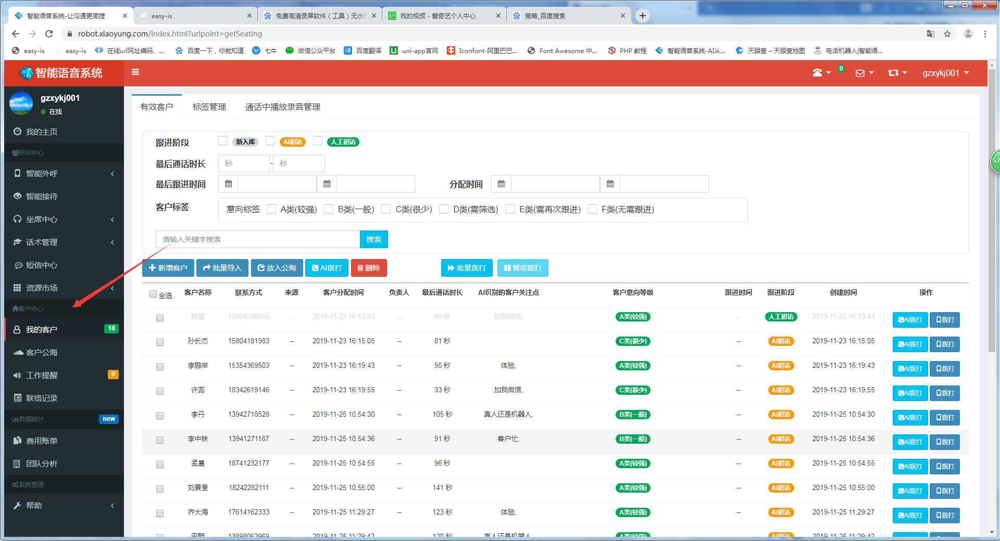 智能语音系统-让沟通更简捷
easy-is
免费高清录屏软件（工具）无水印
我的视频 - 爱奇艺个人中心
策略_百度搜索
robot.xiaoyung.com/index.html?urlpoint=getSeating
easy-is easy-is 在线url网址编码、... 百度一下，你就知道 七牛 微信公众平台 百度翻译 uni-app官网 Iconfont-阿里巴巴... Font Awesome 中... PHP 教程 智能语音系统-AI从... 天眼查 – 天眼查地图 电话机器人|智能语...
智能语音系统
0
gzxykj001
gzxykj001
在线
我的主页
呼叫中心
智能外呼
智能接待
坐席中心
话术管理
短信中心
资源市场
客户中心
我的客户 18
客户公海
工作提醒 0
联络记录
数据统计 new
费用账单
团队分析
系统管理
帮助
有效客户 标签管理 通话中播放录音管理
跟进阶段 新入库 AI初访 人工初访
最后通话时长 秒 - 秒
最后跟进时间 分配时间
客户标签 意向标签 A类(较强) B类(一般) C类(很少) D类(需筛选) E类(需再次跟进) F类(无需跟进)
请输入关键字搜索 搜索
新增客户 批量导入 放入公海 AI拨打 删除 批量拨打 暂停拨打
全选 客户名称 联系方式 来源 客户分配时间 负责人 最后通话时长 AI识别的客户关注点 客户意向等级 跟进时间 跟进阶段 创建时间 操作
鲍蕾 13904298056 -- 2019-11-23 16:13:43 -- 40 秒 加我微信, A类(较强) -- 人工初访 2019-11-23 16:13:43 AI拨打 拨打
孙长杰 15804181983 -- 2019-11-23 16:15:05 -- 81 秒 C类(很少) -- AI初访 2019-11-23 16:15:05 AI拨打 拨打
李鹏举 15354369503 -- 2019-11-23 16:19:43 -- 95 秒 体验, A类(较强) -- AI初访 2019-11-23 16:19:43 AI拨打 拨打
许蕊 18342619146 -- 2019-11-23 16:19:55 -- 33 秒 加我微信, C类(很少) -- AI初访 2019-11-23 16:19:55 AI拨打 拨打
李丹 13942718528 -- 2019-11-25 10:54:30 -- 105 秒 真人还是机器人, B类(一般) -- AI初访 2019-11-25 10:54:30 AI拨打 拨打
李中铁 13941271187 -- 2019-11-25 10:54:36 -- 91 秒 客户忙, B类(一般) -- AI初访 2019-11-25 10:54:36 AI拨打 拨打
孟晨 18741232177 -- 2019-11-25 10:54:55 -- 96 秒 A类(较强) -- AI初访 2019-11-25 10:54:55 AI拨打 拨打
刘景奎 18242282111 -- 2019-11-25 10:55:00 -- 141 秒 A类(较强) -- AI初访 2019-11-25 10:55:00 AI拨打 拨打
齐大海 17614162333 -- 2019-11-25 11:29:27 -- 123 秒 体验, A类(较强) -- AI初访 2019-11-25 11:29:27 AI拨打 拨打
田野 13898063969 2019-11-25 11:29:42 120 秒 真人还是机器人 A类(较强) AI初访 2019-11-25 11:29:42
57